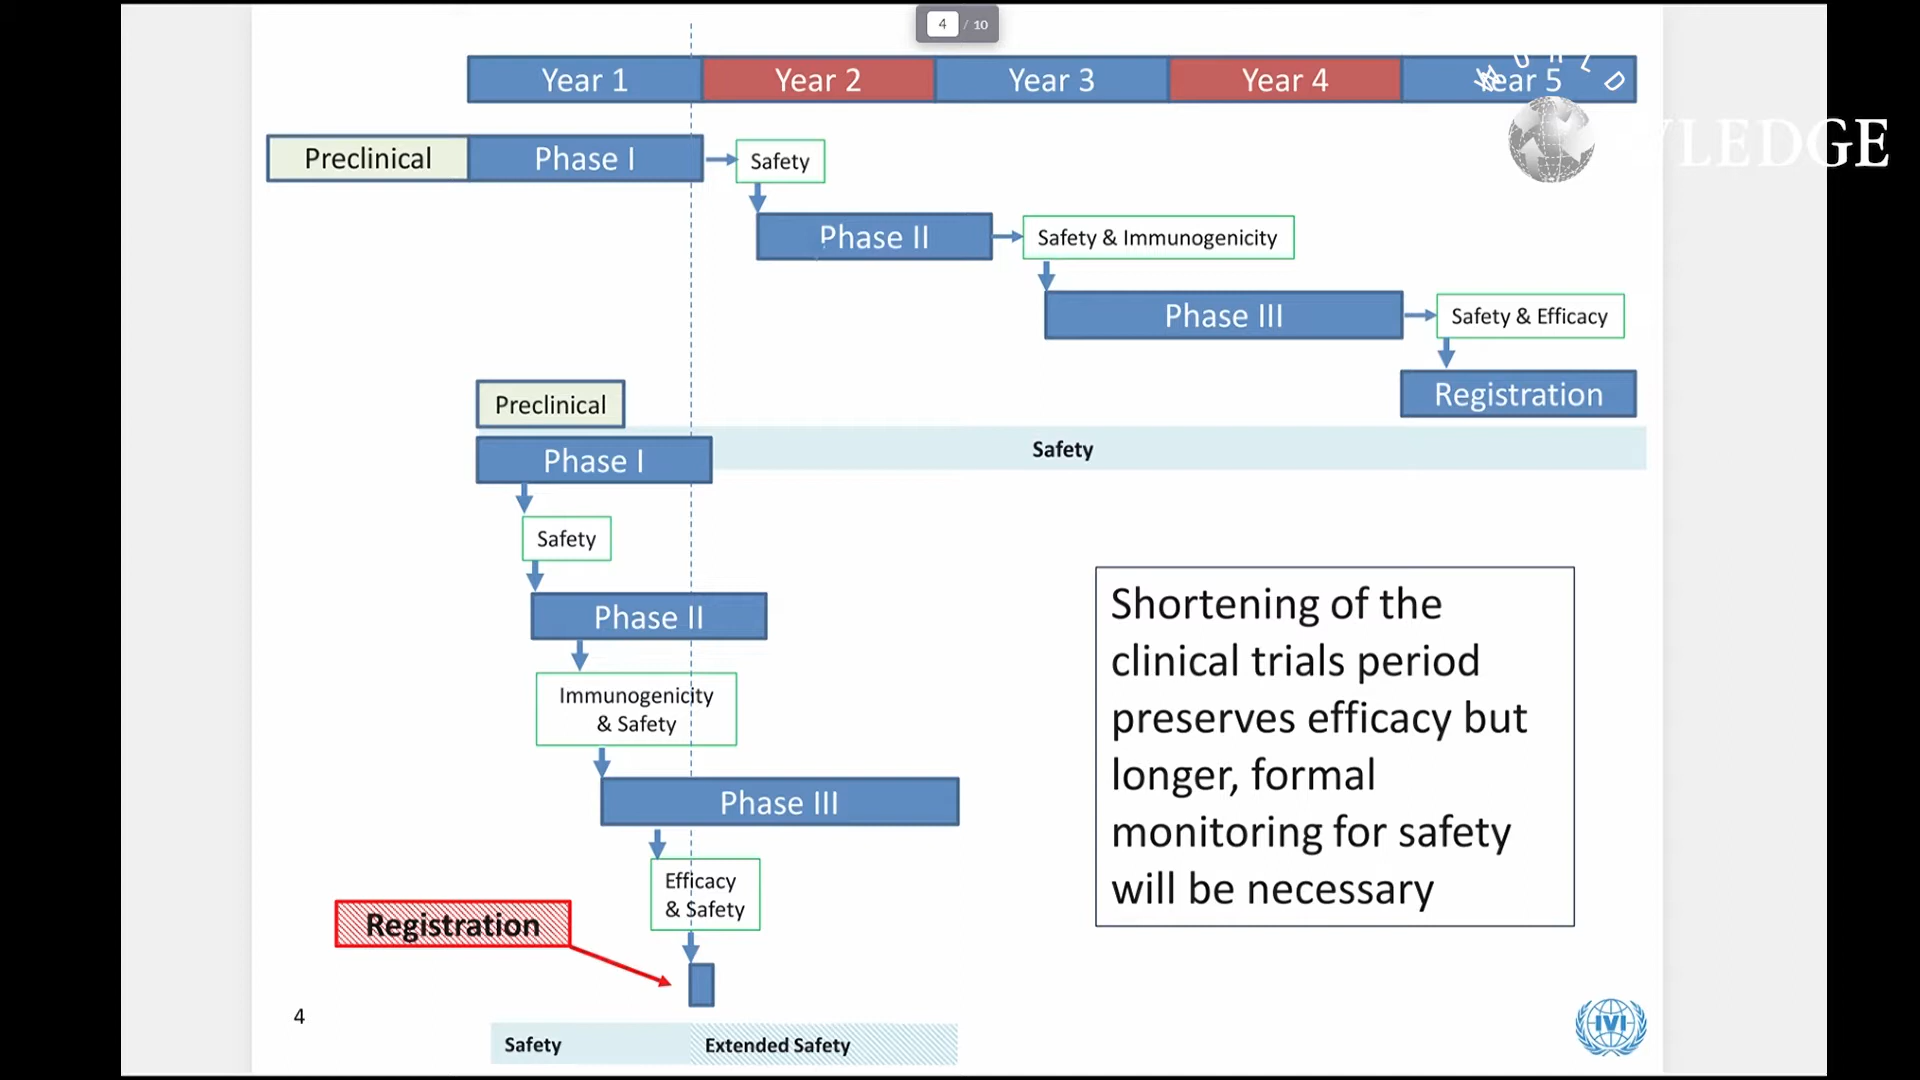 4 / 10
Year 1
Year 2
Year 3
Year 4
Year 5
WORLD
LEDGE
Preclinical
Phase I
Safety
Phase II
Safety & Immunogenicity
Phase III
Safety & Efficacy
Registration
Preclinical
Safety
Phase I
Safety
Phase II
Immunogenicity
& Safety
Phase III
Efficacy
& Safety
Registration
Shortening of the
clinical trials period
preserves efficacy but
longer, formal
monitoring for safety
will be necessary
4
IVI
Safety
Extended Safety